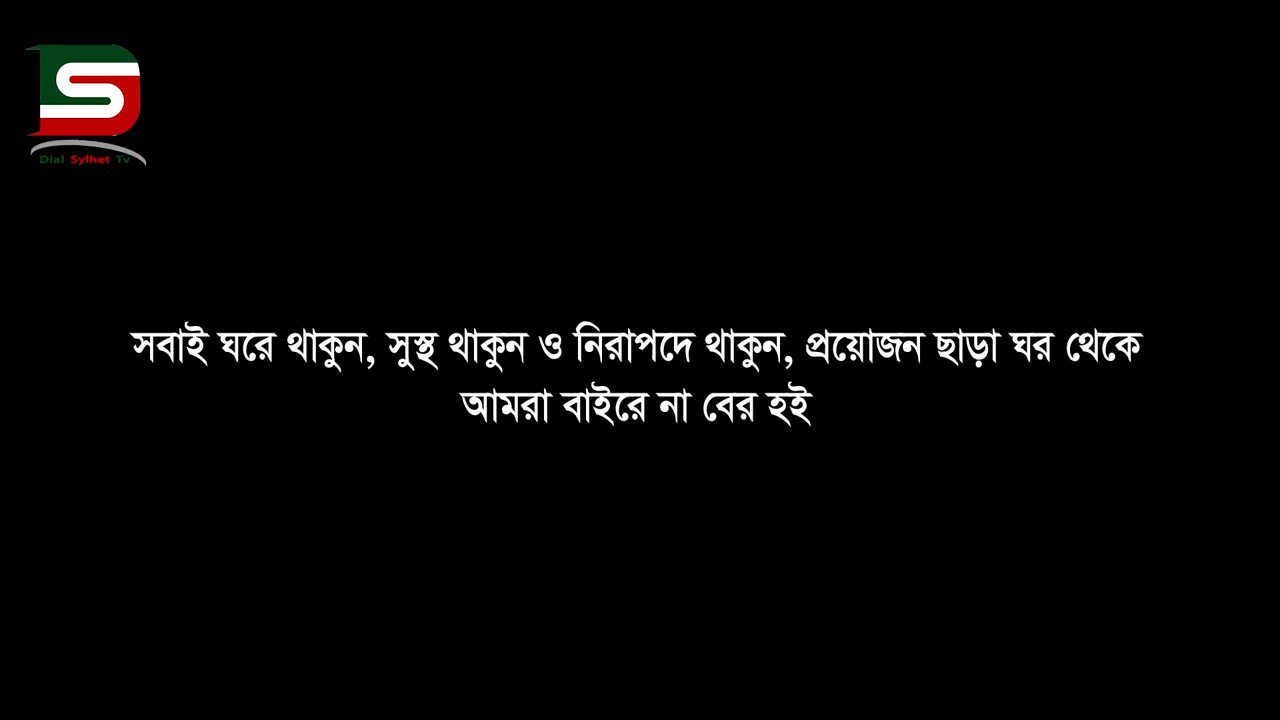 Dial Sylhet Tv
সবাই ঘরে থাকুন, সুস্থ থাকুন ও নিরাপদে থাকুন, প্রয়োজন ছাড়া ঘর থেকে
আমরা বাইরে না বের হই